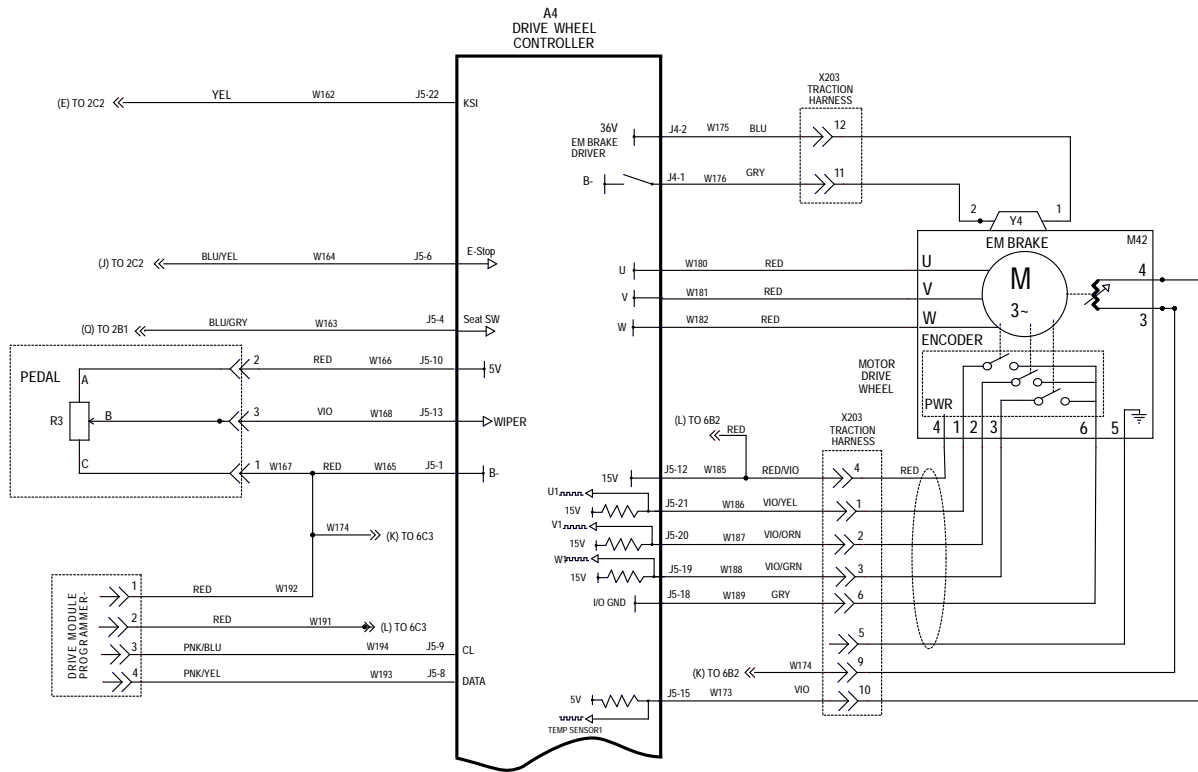 A4
DRIVE WHEEL
CONTROLLER
(E) TO 2C2 YEL W162 J5-22 KSI
X203
TRACTION
HARNESS
36V
EM BRAKE
DRIVER
J4-2 W175 BLU 12
B- J4-1 W176 GRY 11
2 Y4 1
EM BRAKE M42
(J) TO 2C2 BLU/YEL W164 J5-6 E-Stop
U W180 RED U
V W181 RED V
W W182 RED W
M
3~
4
3
(Q) TO 2B1 BLU/GRY W163 J5-4 Seat SW
ENCODER
MOTOR
DRIVE
WHEEL
PWR
4 1 2 3 6 5
PEDAL
A
R3
B
C
2 RED W166 J5-10 5V
3 VIO W168 J5-13 WIPER
1 W167 RED W165 J5-1 B-
W174 (K) TO 6C3
X203
TRACTION
HARNESS
(L) TO 6B2 RED
15V J5-12 W185 RED/VIO 4 RED
U1
15V J5-21 W186 VIO/YEL 1
V1
15V J5-20 W187 VIO/ORN 2
W1
15V J5-19 W188 VIO/GRN 3
I/O GND J5-18 W189 GRY 6
5
(K) TO 6B2 W174 9
5V J5-15 W173 VIO 10
TEMP SENSOR1
DRIVE MODULE
PROGRAMMER-
1 RED W192
2 RED W191 (L) TO 6C3
3 PNK/BLU W194 J5-9 CL
4 PNK/YEL W193 J5-8 DATA